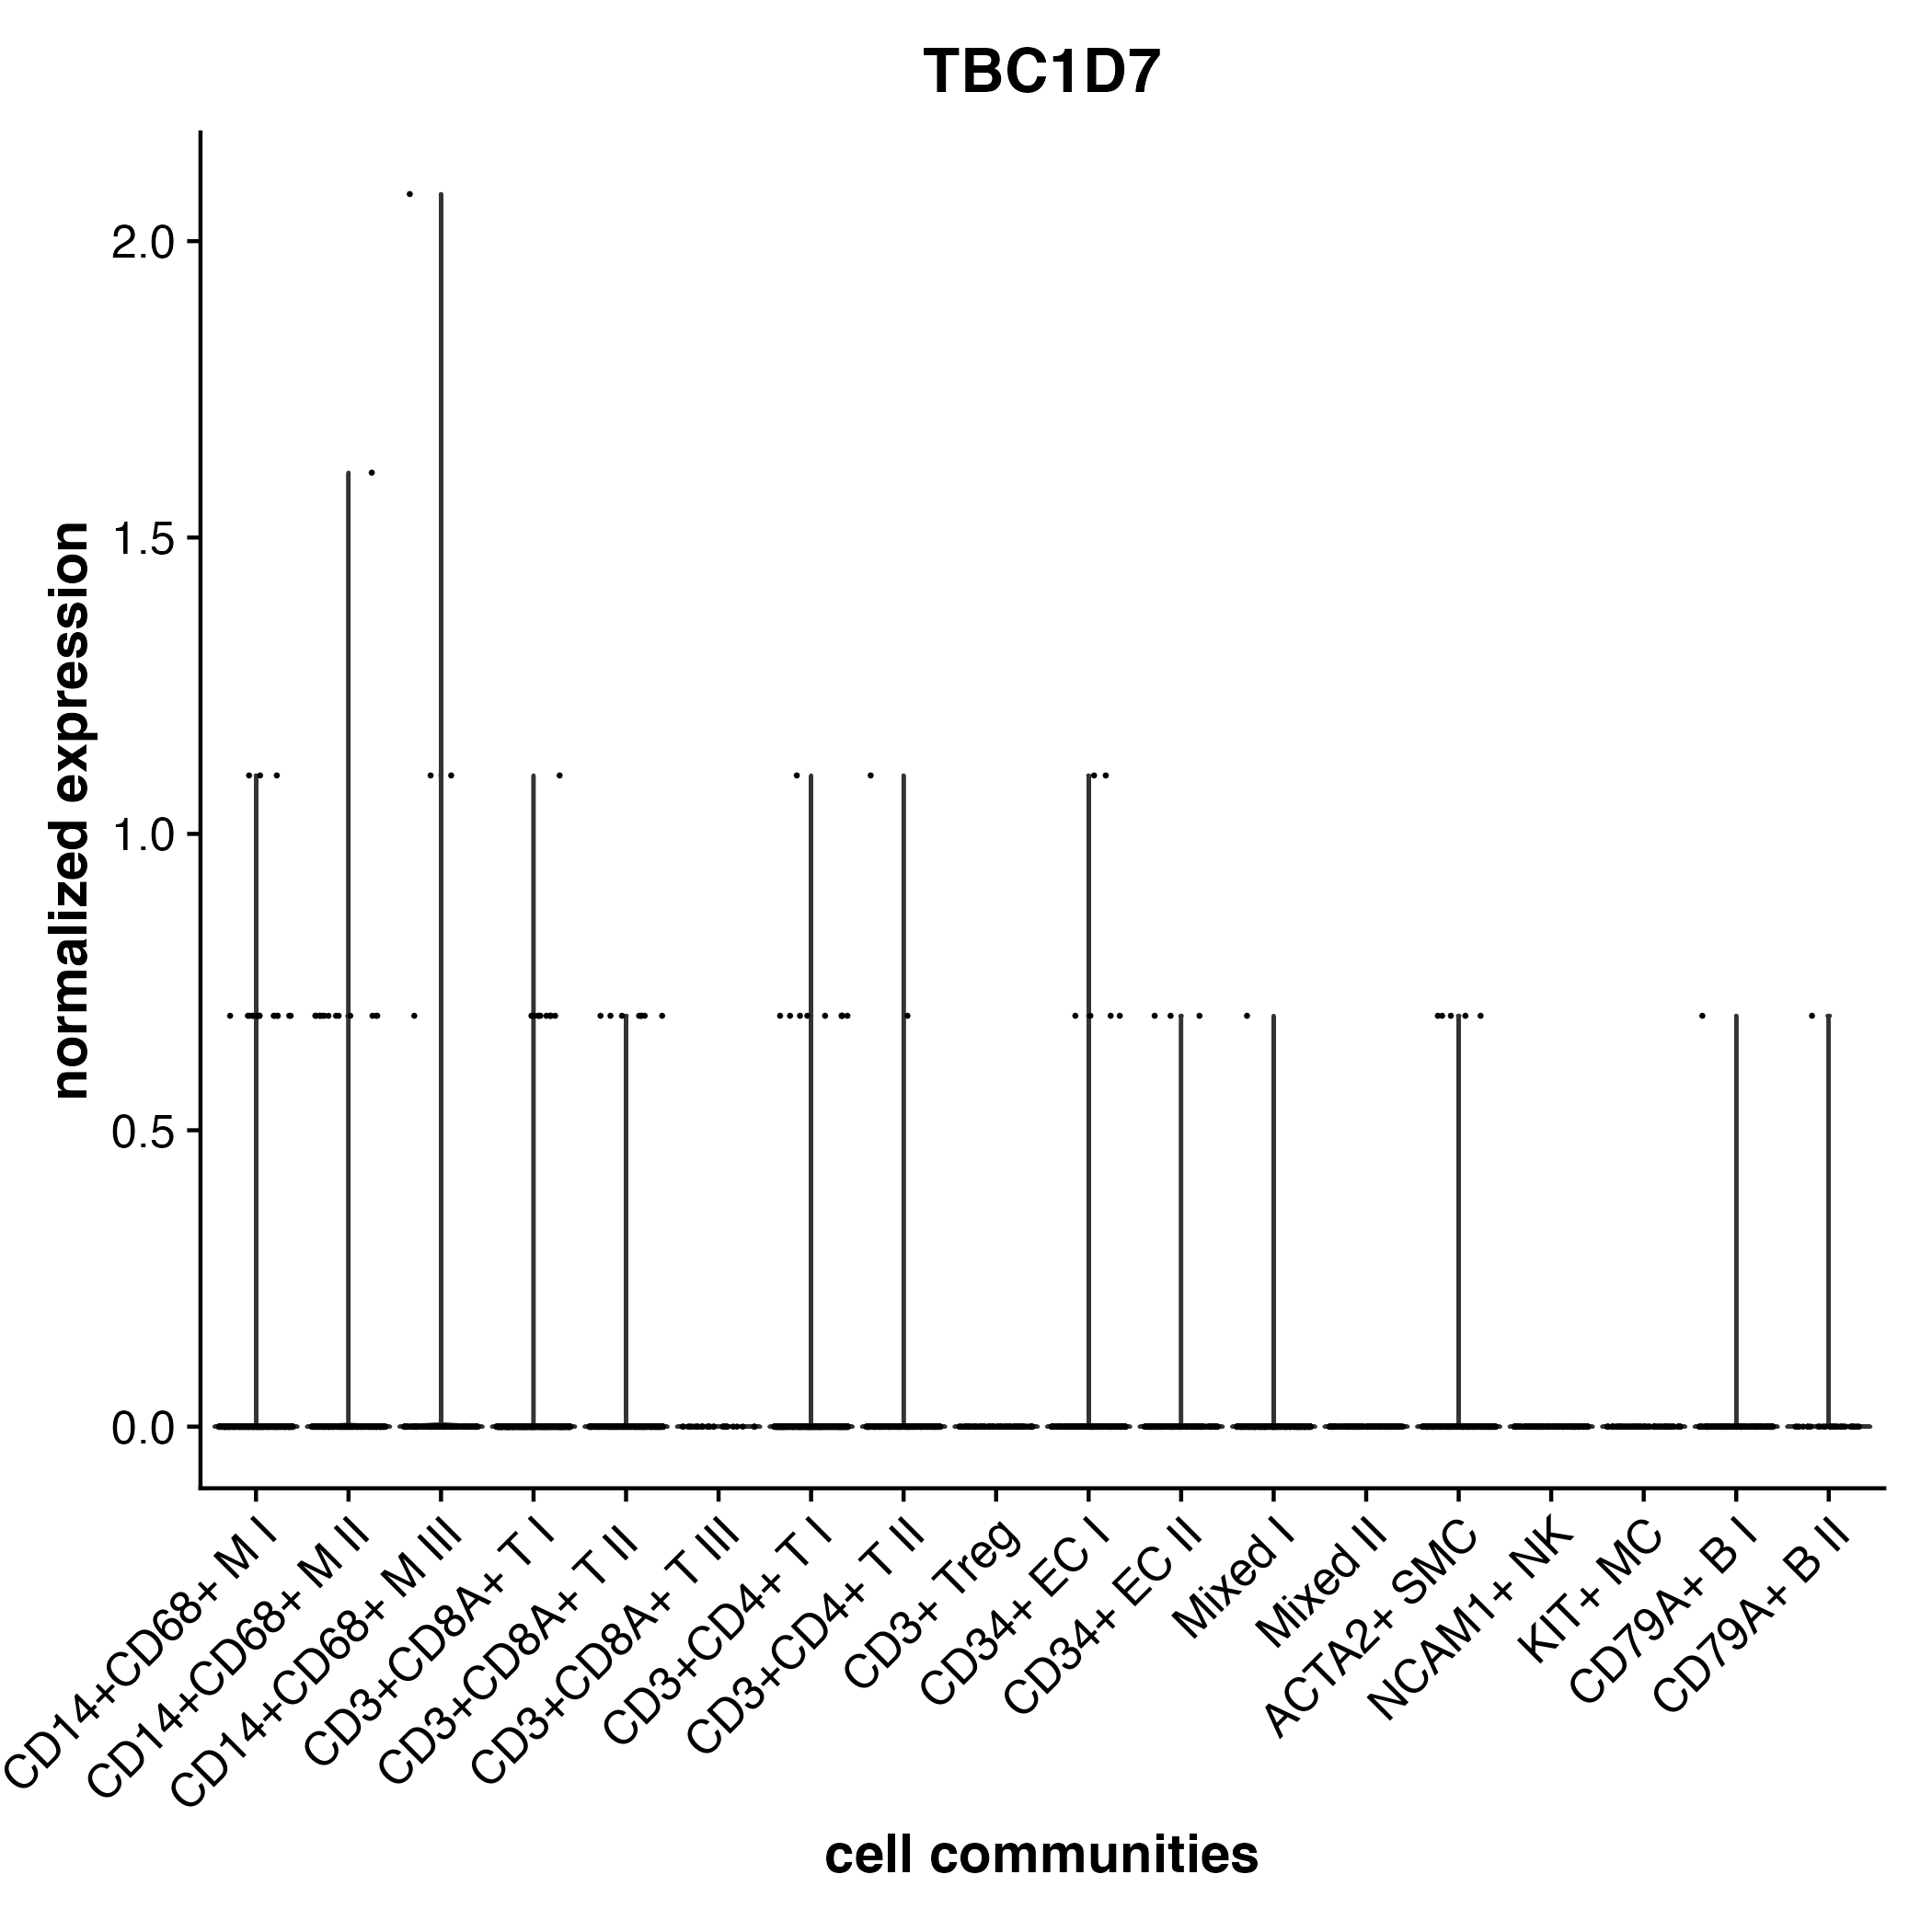 TBC1D7
normalized expression
2.0
1.5
1.0
0.5
0.0
CD14+CD68+ M I
CD14+CD68+ M II
CD14+CD68+ M III
CD3+CD8A+ T I
CD3+CD8A+ T II
CD3+CD8A+ T III
CD3+CD4+ T I
CD3+CD4+ T II
CD3+ Treg
CD34+ EC I
CD34+ EC II
Mixed I
Mixed II
ACTA2+ SMC
NCAM1+ NK
KIT+ MC
CD79A+ B I
CD79A+ B II
cell communities